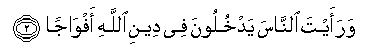 وَرَأَيْتَ ٱلنَّاسَ يَدْخُلُونَ فِى دِينِ ٱللَّهِ أَفْوَاجًا ۝٢